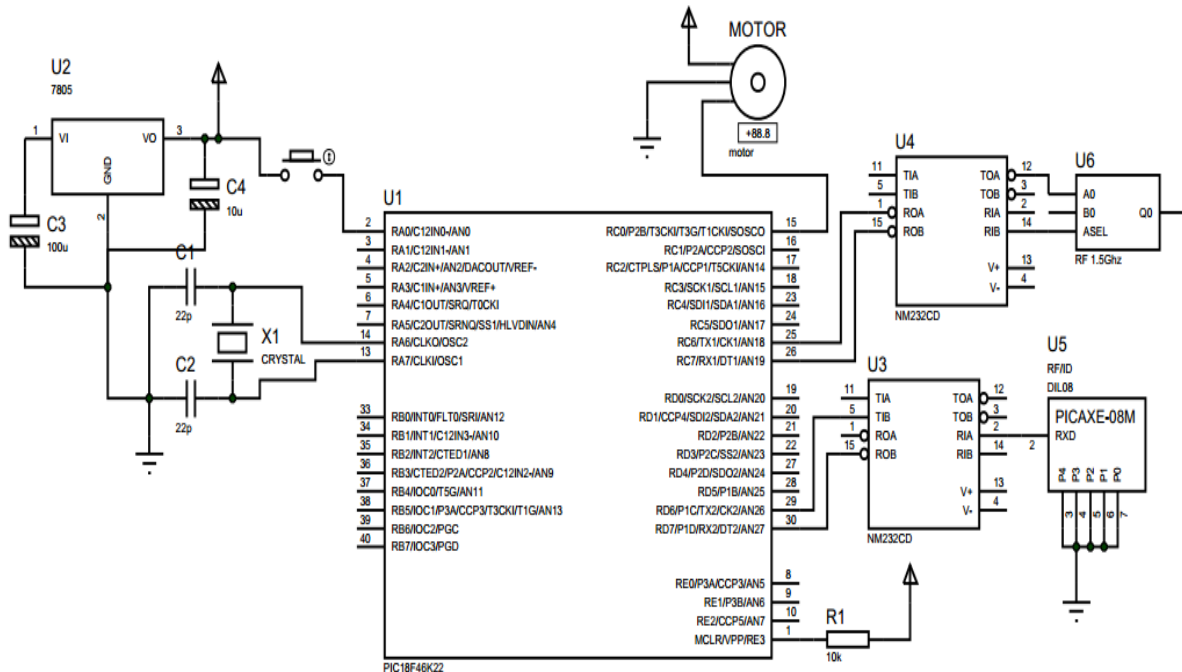 MOTOR
+88.8
motor
U2
7805
1
VI
VO
3
GND
2
C3
100u
C4
10u
C1
22p
X1
CRYSTAL
C2
22p
U1
2
RA0/C12IN0-/AN0
3
RA1/C12IN1-/AN1
4
RA2/C2IN+/AN2/DACOUT/VREF-
5
RA3/C1IN+/AN3/VREF+
6
RA4/C1OUT/SRQ/T0CKI
7
RA5/C2OUT/SRNQ/SS1/HLVDIN/AN4
14
RA6/CLKO/OSC2
13
RA7/CLKI/OSC1
33
RB0/INT0/FLT0/SRI/AN12
34
RB1/INT1/C12IN3-/AN10
35
RB2/INT2/CTED1/AN8
36
RB3/CTED2/P2A/CCP2/C12IN2-/AN9
37
RB4/IOC0/T5G/AN11
38
RB5/IOC1/P3A/CCP3/T3CKI/T1G/AN13
39
RB6/IOC2/PGC
40
RB7/IOC3/PGD
RC0/P2B/T3CKI/T3G/T1CKI/SOSCO
15
RC1/P2A/CCP2/SOSCI
16
RC2/CTPLS/P1A/CCP1/T5CKI/AN14
17
RC3/SCK1/SCL1/AN15
18
RC4/SDI1/SDA1/AN16
23
RC5/SDO1/AN17
24
RC6/TX1/CK1/AN18
25
RC7/RX1/DT1/AN19
26
RD0/SCK2/SCL2/AN20
19
RD1/CCP4/SDI2/SDA2/AN21
20
RD2/P2B/AN22
21
RD3/P2C/SS2/AN23
22
RD4/P2D/SDO2/AN24
27
RD5/P1B/AN25
28
RD6/P1C/TX2/CK2/AN26
29
RD7/P1D/RX2/DT2/AN27
30
RE0/P3A/CCP3/AN5
8
RE1/P3B/AN6
9
RE2/CCP5/AN7
10
MCLR/VPP/RE3
1
PIC18F46K22
R1
10k
U4
11
TIA
TOA
12
5
TIB
TOB
3
1
ROA
RIA
2
15
ROB
RIB
14
V+
13
V-
4
NM232CD
U6
A0
B0
Q0
ASEL
RF 1.5Ghz
U3
11
TIA
TOA
12
5
TIB
TOB
3
1
ROA
RIA
2
15
ROB
RIB
14
V+
13
V-
4
NM232CD
U5
RF/ID
DIL08
PICAXE-08M
2
RXD
P4
P3
P2
P1
P0
3
4
5
6
7